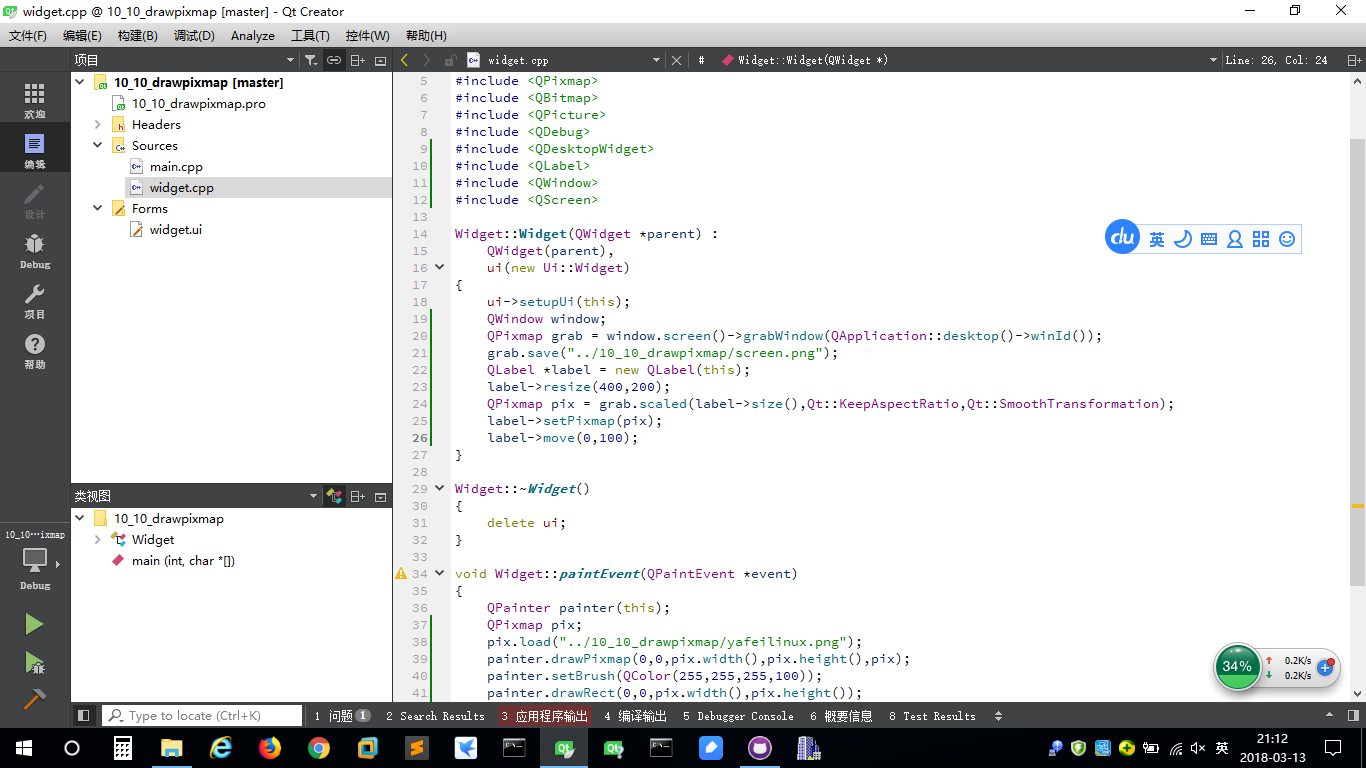 widget.cpp @ 10_10_drawpixmap [master] - Qt Creator
文件(F) 编辑(E) 构建(B) 调试(D) Analyze 工具(T) 控件(W) 帮助(H)
项目
widget.cpp
#
Widget::Widget(QWidget *)
Line: 26, Col: 24
欢迎
编辑
设计
Debug
项目
帮助
10_10_drawpixmap [master]
10_10_drawpixmap.pro
Headers
Sources
main.cpp
widget.cpp
Forms
widget.ui
5 #include <QPixmap>
6 #include <QBitmap>
7 #include <QPicture>
8 #include <QDebug>
9 #include <QDesktopWidget>
10 #include <QLabel>
11 #include <QWindow>
12 #include <QScreen>
13
14 Widget::Widget(QWidget *parent) :
15     QWidget(parent),
16     ui(new Ui::Widget)
17 {
18     ui->setupUi(this);
19     QWindow window;
20     QPixmap grab = window.screen()->grabWindow(QApplication::desktop()->winId());
21     grab.save("../10_10_drawpixmap/screen.png");
22     QLabel *label = new QLabel(this);
23     label->resize(400,200);
24     QPixmap pix = grab.scaled(label->size(),Qt::KeepAspectRatio,Qt::SmoothTransformation);
25     label->setPixmap(pix);
26     label->move(0,100);
27 }
28
29 Widget::~Widget()
30 {
31     delete ui;
32 }
33
34 void Widget::paintEvent(QPaintEvent *event)
35 {
36     QPainter painter(this);
37     QPixmap pix;
38     pix.load("../10_10_drawpixmap/yafeilinux.png");
39     painter.drawPixmap(0,0,pix.width(),pix.height(),pix);
40     painter.setBrush(QColor(255,255,255,100));
41     painter.drawRect(0,0,pix.width(),pix.height());
du 英
34%
0.2K/s
0.2K/s
类视图
10_10_drawpixmap
Widget
main (int, char *[])
10_10···ixmap
Debug
Type to locate (Ctrl+K)
1 问题 1 2 Search Results 3 应用程序输出 4 编译输出 5 Debugger Console 6 概要信息 8 Test Results
英
21:12
2018-03-13